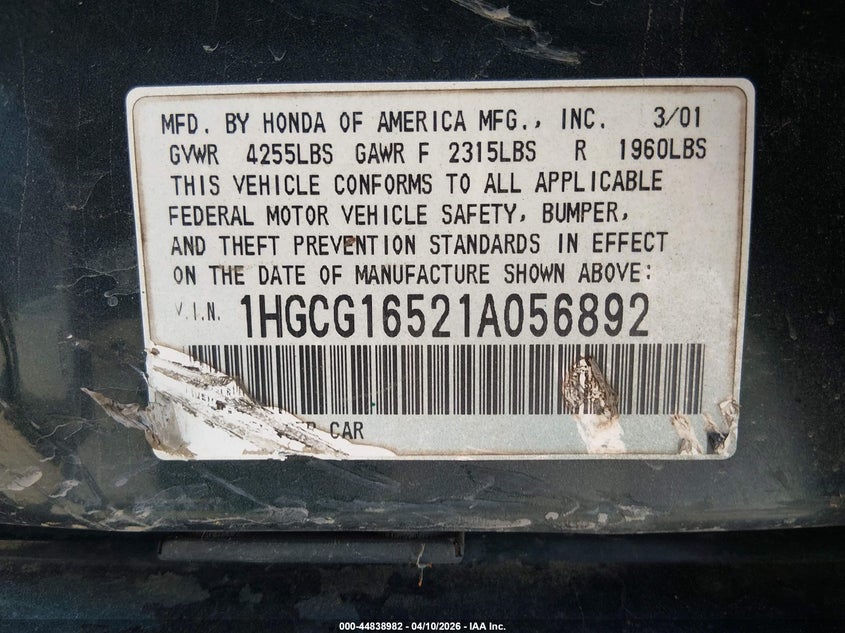 MFD. BY HONDA OF AMERICA MFG., INC. 3/01
GVWR 4255LBS GAWR F 2315LBS R 1960LBS
THIS VEHICLE CONFORMS TO ALL APPLICABLE
FEDERAL MOTOR VEHICLE SAFETY, BUMPER,
AND THEFT PREVENTION STANDARDS IN EFFECT
ON THE DATE OF MANUFACTURE SHOWN ABOVE:
V.I.N. 1HGCG16521A056892
CAR
000-44838982 - 04/10/2026 - IAA Inc.